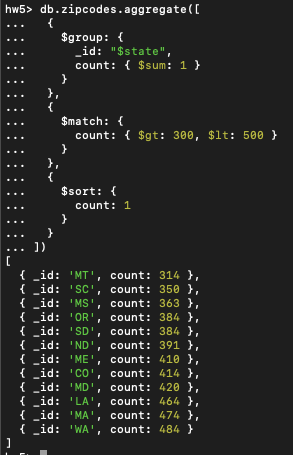 hw5> db.zipcodes.aggregate([
...   {
...     $group: {
...       _id: "$state",
...       count: { $sum: 1 }
...     }
...   },
...   {
...     $match: {
...       count: { $gt: 300, $lt: 500 }
...     }
...   },
...   {
...     $sort: {
...       count: 1
...     }
...   }
... ])
[
  { _id: 'MT', count: 314 },
  { _id: 'SC', count: 350 },
  { _id: 'MS', count: 363 },
  { _id: 'OR', count: 384 },
  { _id: 'SD', count: 384 },
  { _id: 'ND', count: 391 },
  { _id: 'ME', count: 410 },
  { _id: 'CO', count: 414 },
  { _id: 'MD', count: 420 },
  { _id: 'LA', count: 464 },
  { _id: 'MA', count: 474 },
  { _id: 'WA', count: 484 }
]
hw5>